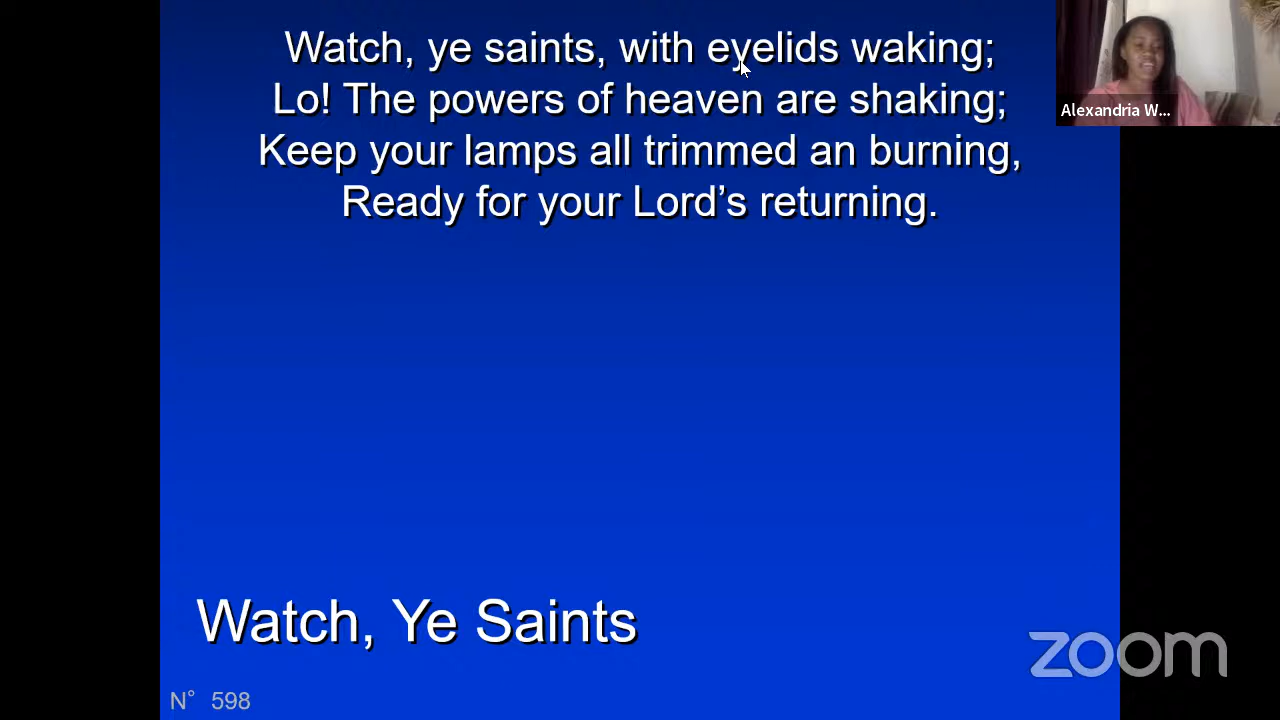 Watch, ye saints, with eyelids waking;
Lo! The powers of heaven are shaking;
Keep your lamps all trimmed an burning,
Ready for your Lord’s returning.
Alexandria W...
Watch, Ye Saints
zoom
N° 598